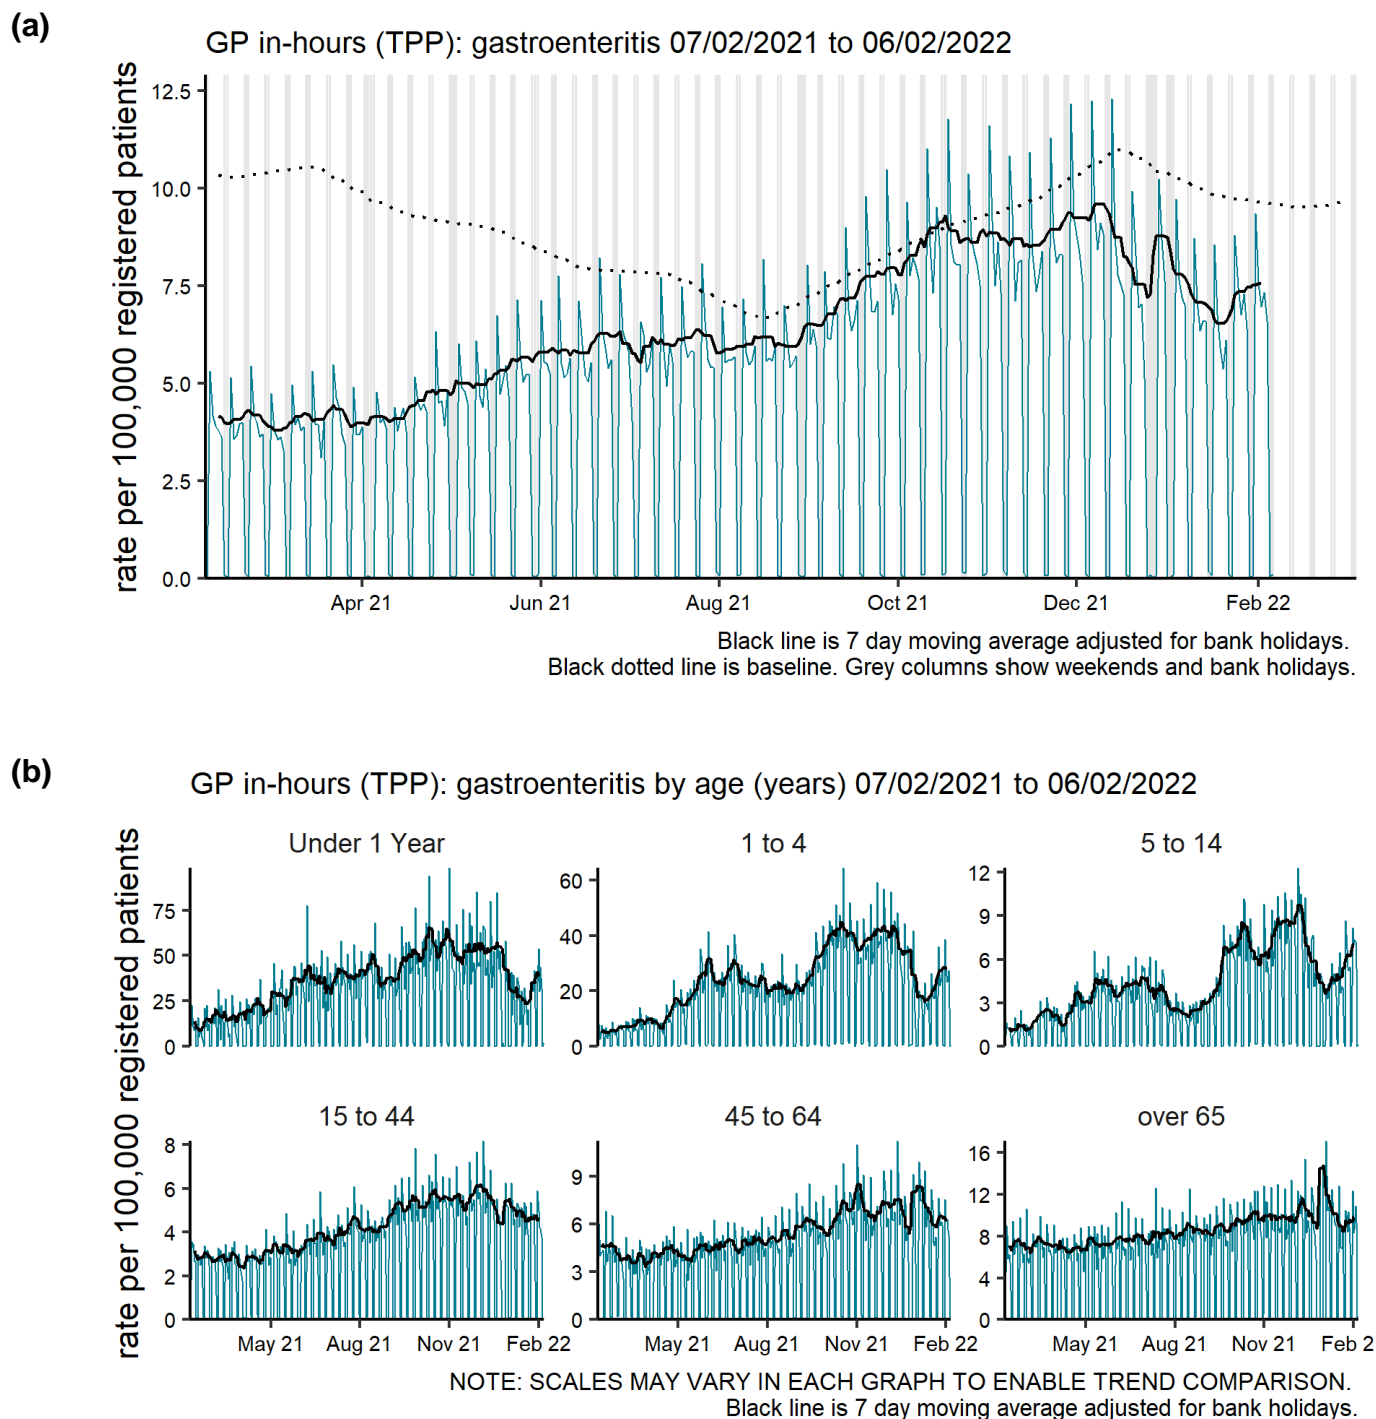 (a)
GP in-hours (TPP): gastroenteritis 07/02/2021 to 06/02/2022
rate per 100,000 registered patients
12.5
10.0
7.5
5.0
2.5
0.0
Apr 21 Jun 21 Aug 21 Oct 21 Dec 21 Feb 22
Black line is 7 day moving average adjusted for bank holidays.
Black dotted line is baseline. Grey columns show weekends and bank holidays.
(b)
GP in-hours (TPP): gastroenteritis by age (years) 07/02/2021 to 06/02/2022
rate per 100,000 registered patients
Under 1 Year 1 to 4 5 to 14
75
50
25
0
60
40
20
0
12
9
6
3
0
15 to 44 45 to 64 over 65
8
6
4
2
0
9
6
3
0
16
12
8
4
0
May 21 Aug 21 Nov 21 Feb 22 May 21 Aug 21 Nov 21 Feb 22 May 21 Aug 21 Nov 21 Feb 2
NOTE: SCALES MAY VARY IN EACH GRAPH TO ENABLE TREND COMPARISON.
Black line is 7 day moving average adjusted for bank holidays.